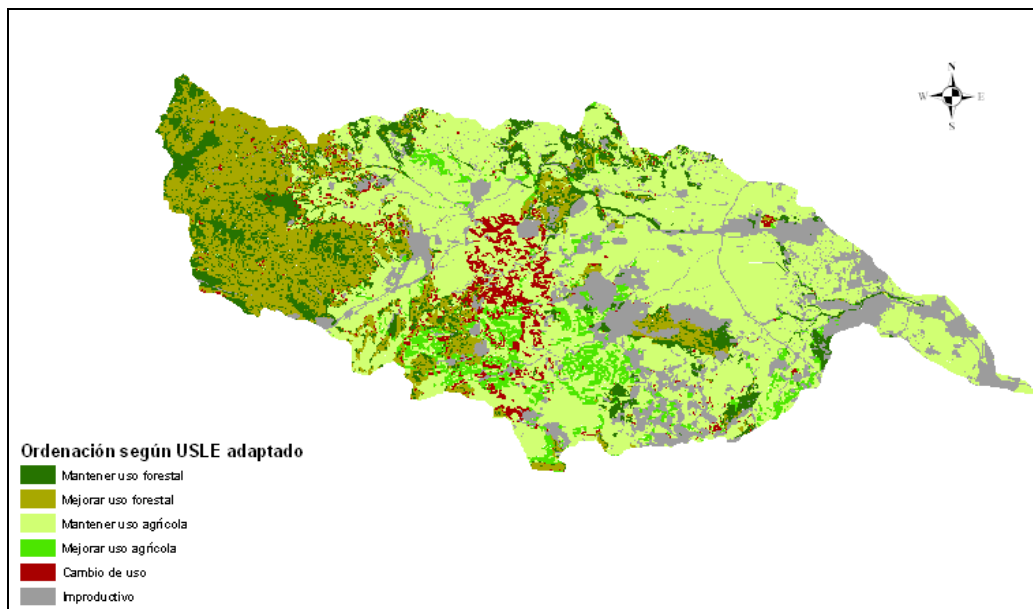 N
W E
S
Ordenación según USLE adaptado
Mantener uso forestal
Mejorar uso forestal
Mantener uso agrícola
Mejorar uso agrícola
Cambio de uso
Improductivo